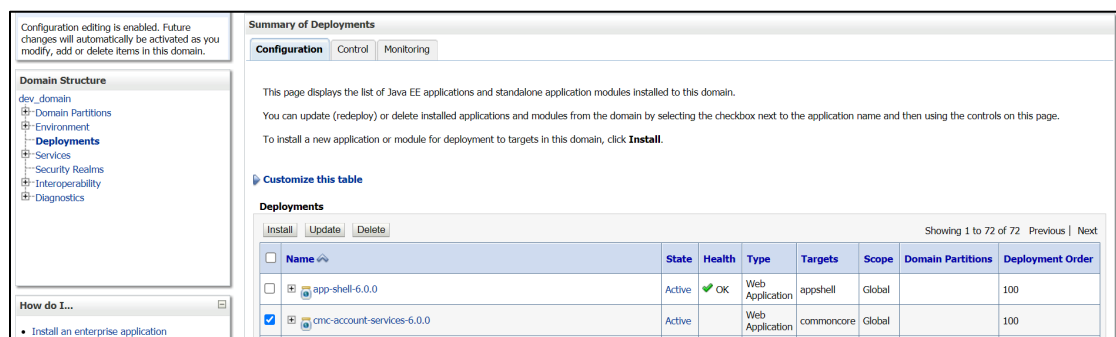 Configuration editing is enabled. Future
changes will automatically be activated as you
modify, add or delete items in this domain.
Domain Structure
dev_domain
Domain Partitions
Environment
Deployments
Services
Security Realms
Interoperability
Diagnostics
How do I...
Install an enterprise application
Summary of Deployments
Configuration Control Monitoring
This page displays the list of Java EE applications and standalone application modules installed to this domain.
You can update (redeploy) or delete installed applications and modules from the domain by selecting the checkbox next to the application name and then using the controls on this page.
To install a new application or module for deployment to targets in this domain, click Install.
Customize this table
Deployments
Install Update Delete Showing 1 to 72 of 72 Previous | Next
Name State Health Type Targets Scope Domain Partitions Deployment Order
app-shell-6.0.0 Active OK Web Application appshell Global 100
cmc-account-services-6.0.0 Active Web Application commoncore Global 100